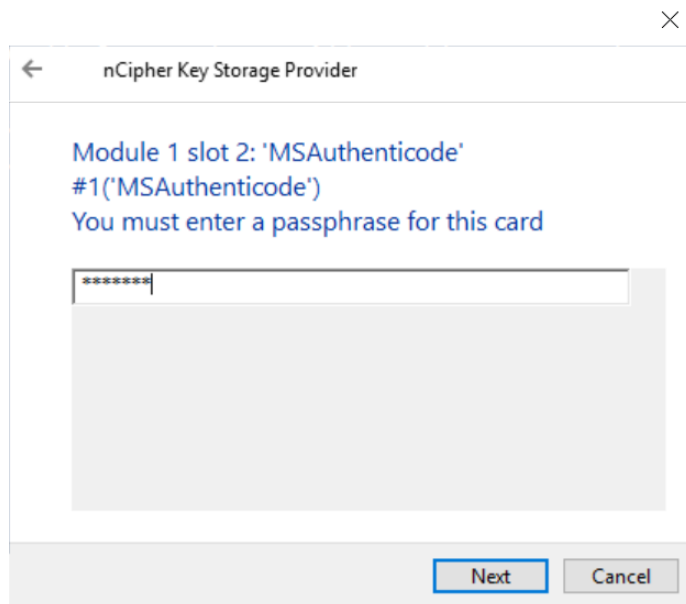 nCipher Key Storage Provider
Module 1 slot 2: 'MSAuthenticode'
#1('MSAuthenticode')
You must enter a passphrase for this card
*******
Next
Cancel